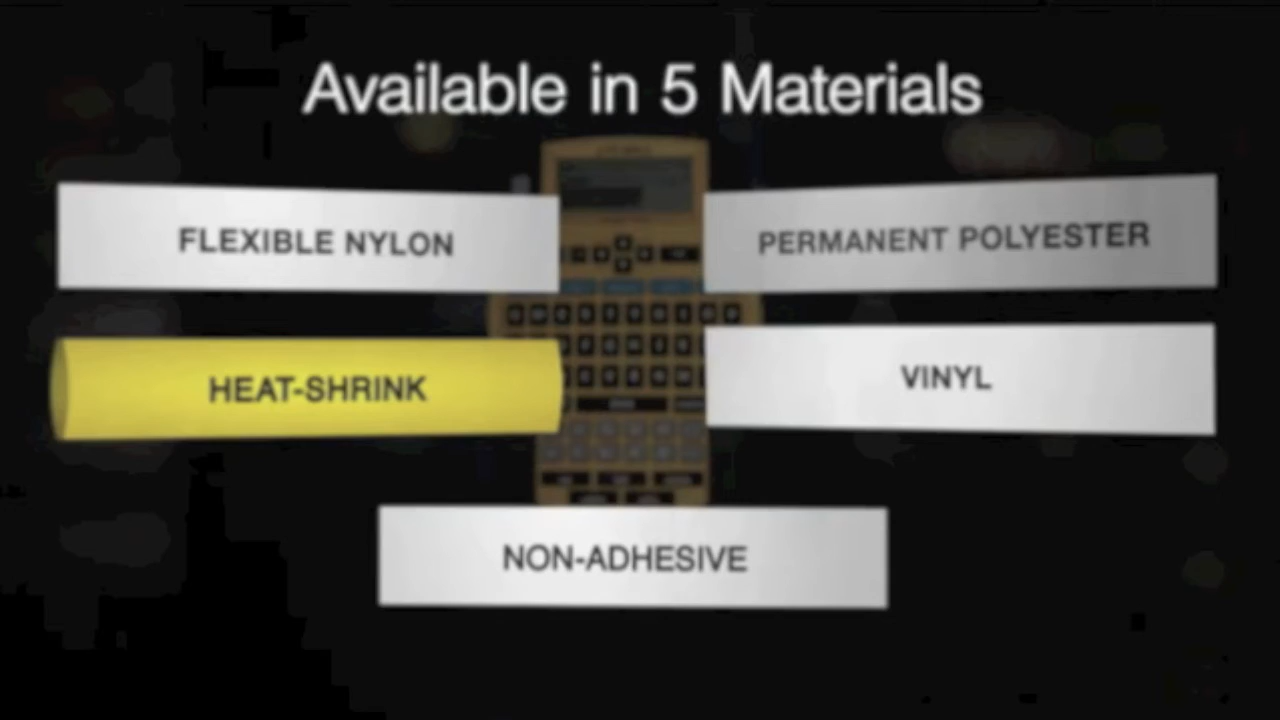 Available in 5 Materials
FLEXIBLE NYLON
PERMANENT POLYESTER
HEAT-SHRINK
VINYL
NON-ADHESIVE